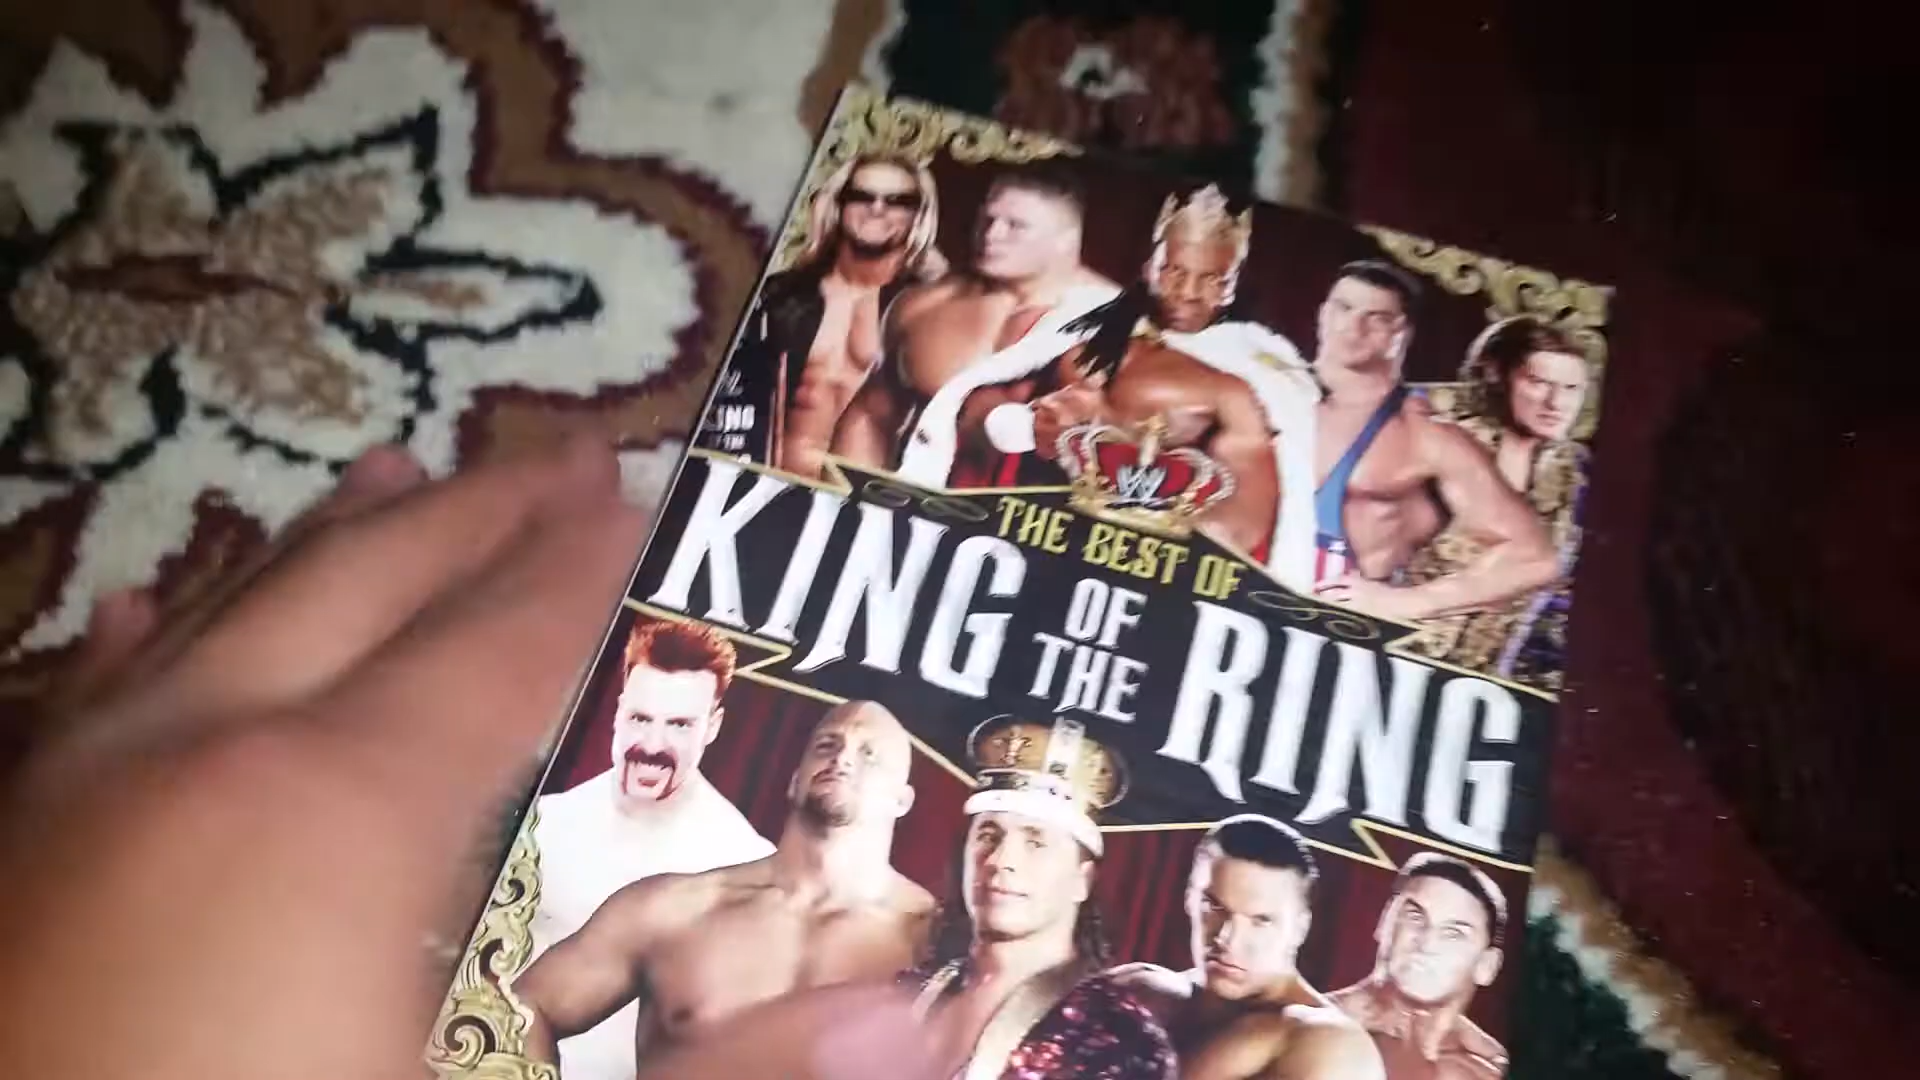 W
THE BEST OF
KING OF THE RING